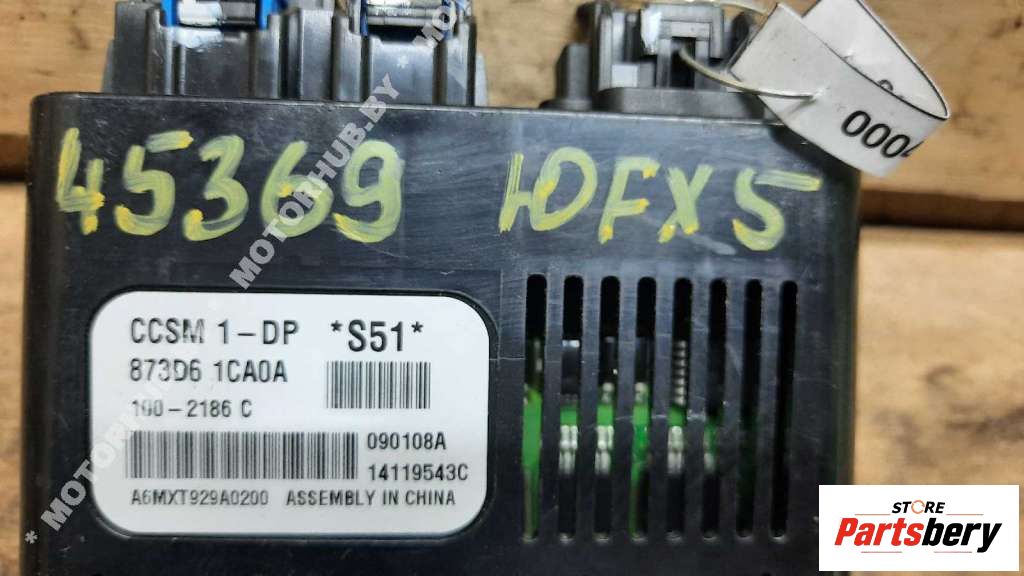 0004
45369 ЮFX5
* MOTORHUB.BY
CCSM 1-DP *S51*
873D6 1CA0A
100-2186 C
090108A
14119543C
A6MXT929A0200 ASSEMBLY IN CHINA
STORE
Partsbery